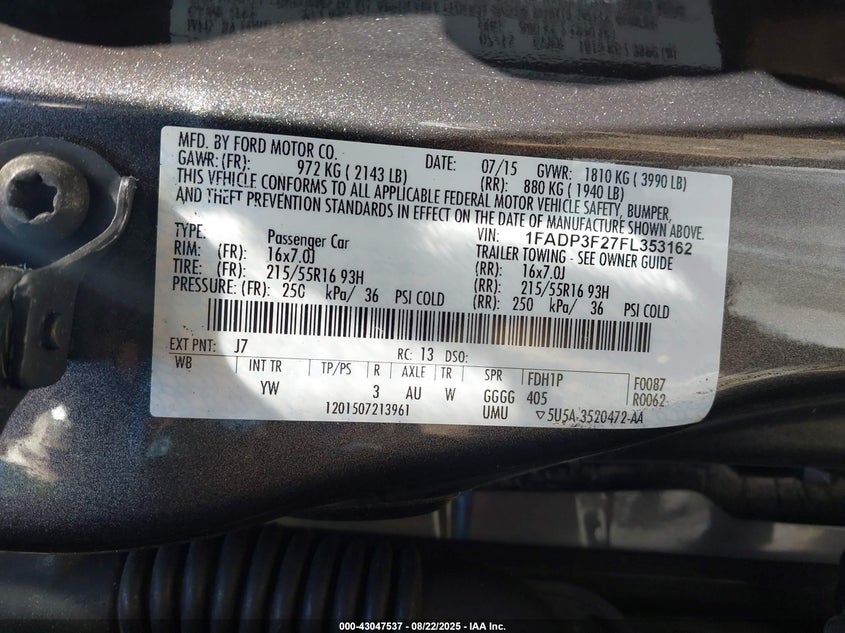 MFD. BY FORD MOTOR CO.
DATE: 07/15 GVWR: 1810 KG ( 3990 LB)
GAWR: (FR): 972 KG ( 2143 LB) (RR): 880 KG ( 1940 LB)
THIS VEHICLE CONFORMS TO ALL APPLICABLE FEDERAL MOTOR VEHICLE SAFETY, BUMPER,
AND THEFT PREVENTION STANDARDS IN EFFECT ON THE DATE OF MANUFACTURE SHOWN ABOVE.
VIN: 1FADP3F27FL353162
TYPE: Passenger Car TRAILER TOWING - SEE OWNER GUIDE
RIM: (FR): 16x7.0J (RR): 16x7.0J
TIRE: (FR): 215/55R16 93H (RR): 215/55R16 93H
PRESSURE: (FR): 250 kPa/ 36 PSI COLD (RR): 250 kPa/ 36 PSI COLD
EXT PNT: J7 RC: 13 DSO:
WB INT TR TP/PS R AXLE TR SPR FDH1P F0087
YW 3 AU W GGGG 405 R0062
1201507213961 UMU ▽5U5A-3520472-AA
000-43047537 - 08/22/2025 - IAA Inc.